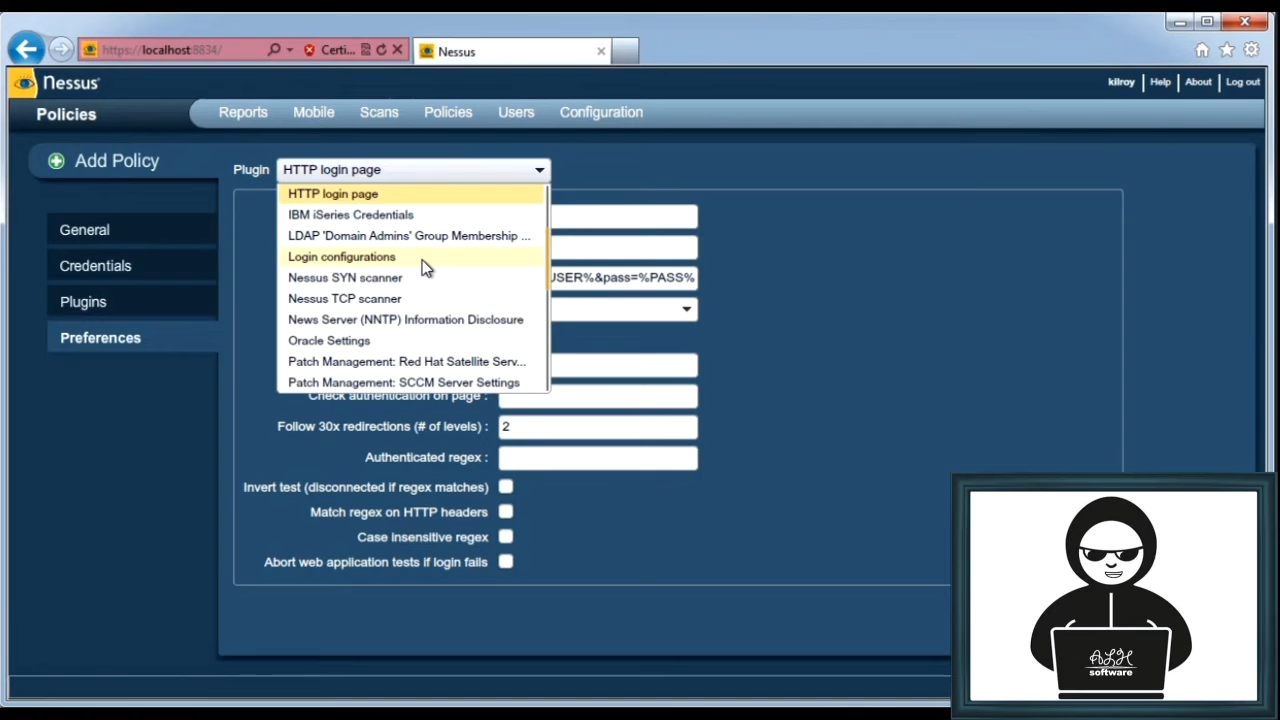 https://localhost:8834/
Certi...
Nessus
Nessus
kilroy | Help | About | Log out
Policies
Reports
Mobile
Scans
Policies
Users
Configuration
Add Policy
General
Credentials
Plugins
Preferences
Plugin
HTTP login page
HTTP login page
IBM iSeries Credentials
LDAP 'Domain Admins' Group Membership ...
Login configurations
Nessus SYN scanner
Nessus TCP scanner
News Server (NNTP) Information Disclosure
Oracle Settings
Patch Management: Red Hat Satellite Serv...
Patch Management: SCCM Server Settings
USER%&pass=%PASS%
Check authentication on page :
Follow 30x redirections (# of levels) : 2
Authenticated regex :
Invert test (disconnected if regex matches)
Match regex on HTTP headers
Case insensitive regex
Abort web application tests if login fails
ALH
software